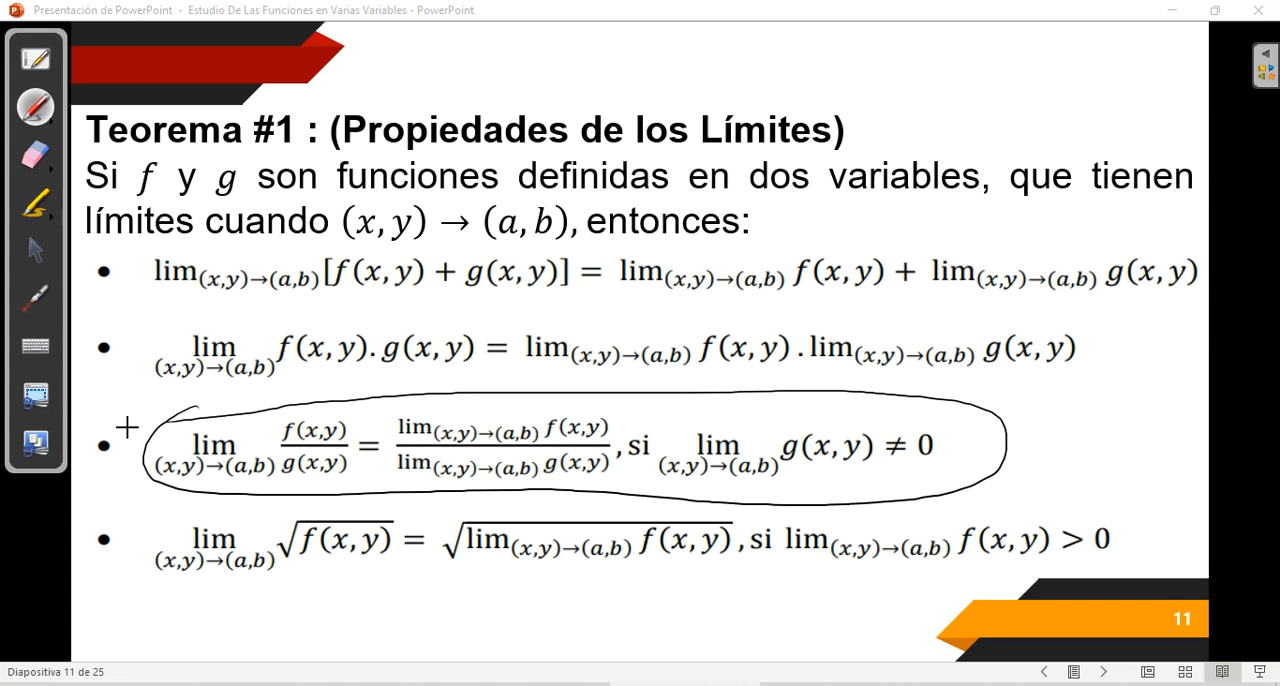 Presentación de PowerPoint - Estudio De Las Funciones en Varias Variables - PowerPoint
Teorema #1 : (Propiedades de los Límites)
Si f y g son funciones definidas en dos variables, que tienen
límites cuando (x, y) → (a, b), entonces:
• lim(x,y)→(a,b)[f(x, y) + g(x, y)] = lim(x,y)→(a,b) f(x, y) + lim(x,y)→(a,b) g(x, y)
• lim(x,y)→(a,b) f(x, y). g(x, y) = lim(x,y)→(a,b) f(x, y) . lim(x,y)→(a,b) g(x, y)
• lim(x,y)→(a,b) f(x,y)/g(x,y) = lim(x,y)→(a,b) f(x,y)/lim(x,y)→(a,b) g(x,y) , si lim(x,y)→(a,b) g(x, y) ≠ 0
• lim(x,y)→(a,b) √f(x, y) = √lim(x,y)→(a,b) f(x, y) , si lim(x,y)→(a,b) f(x, y) > 0
11
Diapositiva 11 de 25